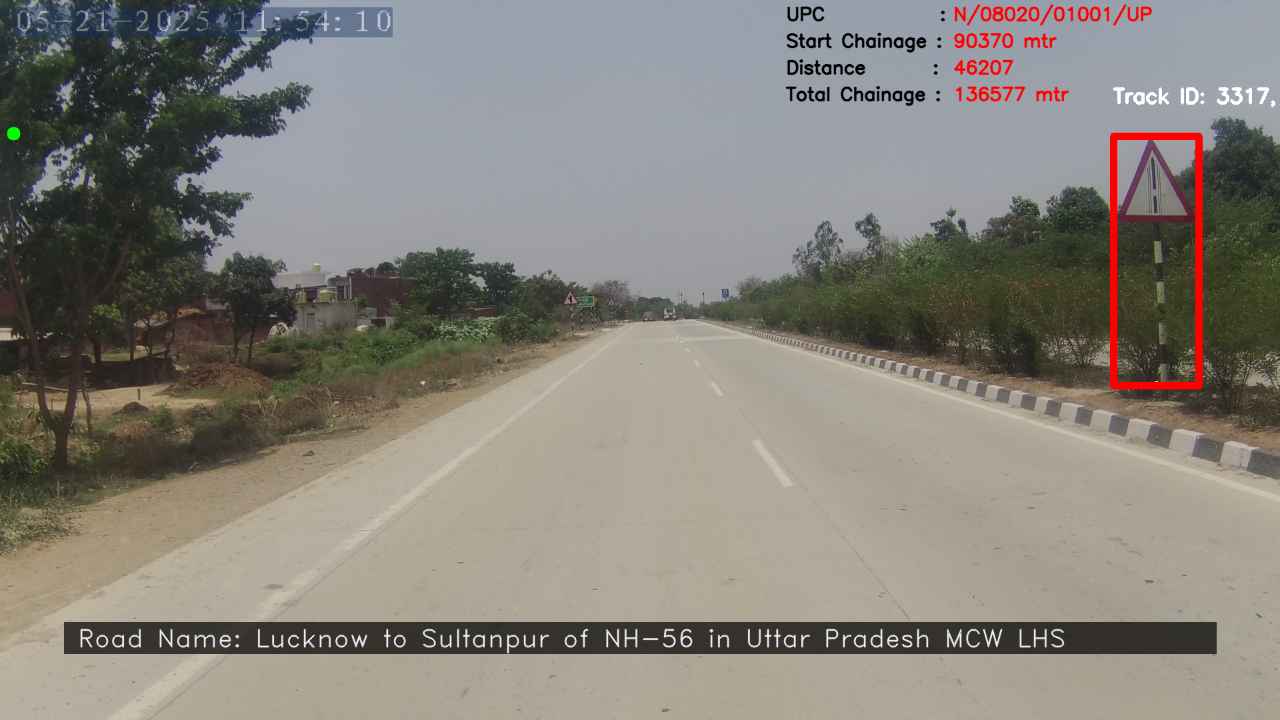 05-21-2025 11:54:10
UPC : N/08020/01001/UP
Start Chainage : 90370 mtr
Distance : 46207
Total Chainage : 136577 mtr
Track ID: 3317,
Road Name: Lucknow to Sultanpur of NH-56 in Uttar Pradesh MCW LHS